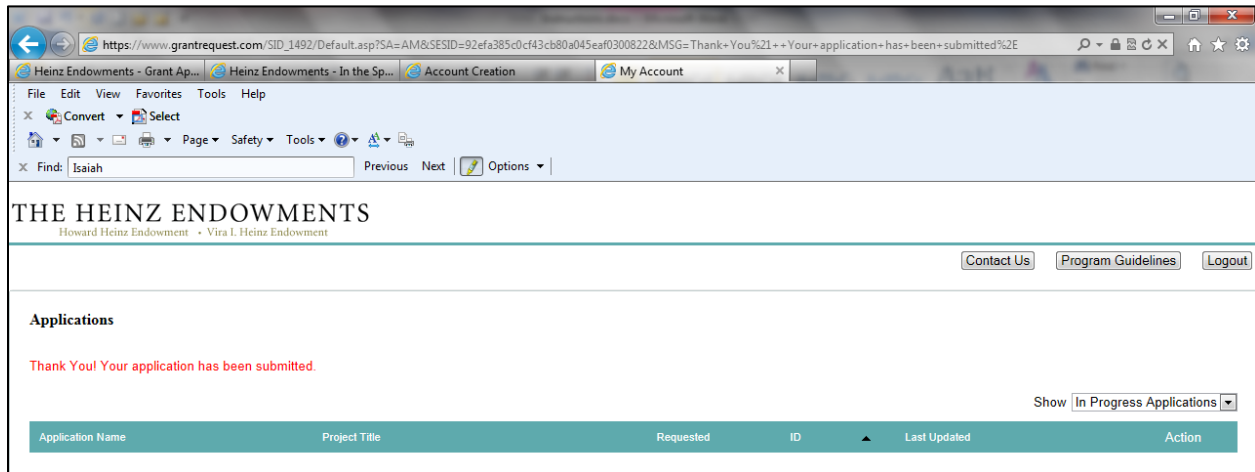 https://www.grantrequest.com/SID_1492/Default.asp?SA=AM&SESID=92efa385c0cf43cb80a045eaf0300822&MSG=Thank+You%21++Your+application+has+been+submitted%2E
Heinz Endowments - Grant Ap... Heinz Endowments - In the Sp... Account Creation My Account
File Edit View Favorites Tools Help
Convert Select
Page Safety Tools
Find: Isaiah Previous Next Options
THE HEINZ ENDOWMENTS
Howard Heinz Endowment • Vira I. Heinz Endowment
Contact Us Program Guidelines Logout
Applications
Thank You! Your application has been submitted.
Show In Progress Applications
Application Name Project Title Requested ID Last Updated Action